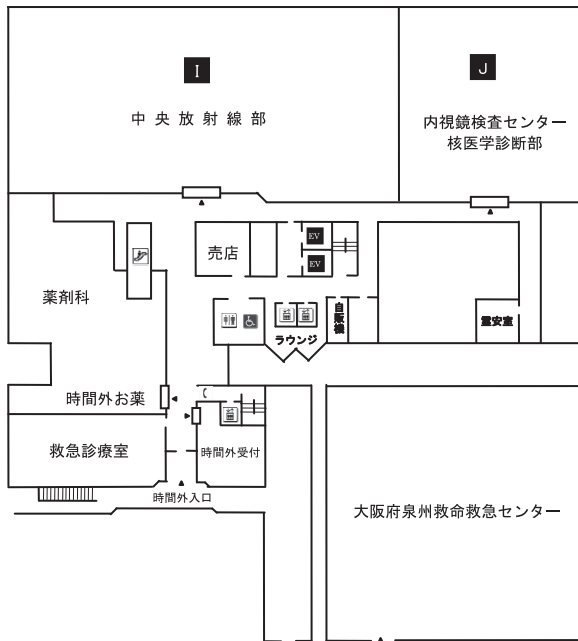 I
J
中央放射線部
内視鏡検査センター
核医学診断部
売店
EV
EV
薬剤科
自販機
霊安室
ラウンジ
時間外お薬
救急診療室
時間外受付
時間外入口
大阪府泉州救命救急センター